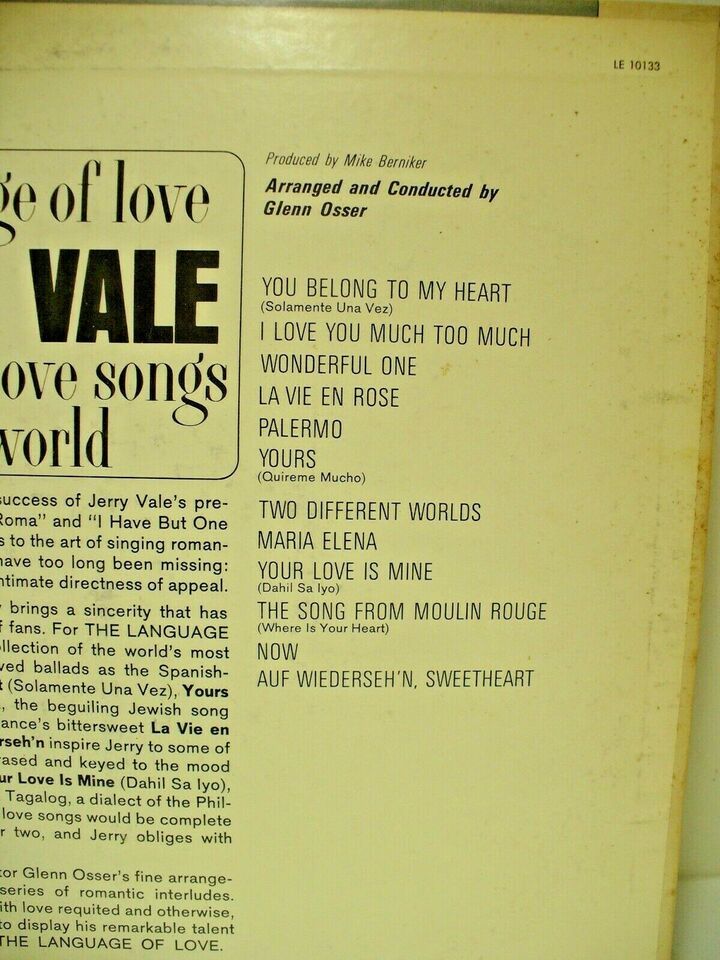 LE 10133
ge of love
VALE
ove songs
world
Produced by Mike Berniker
Arranged and Conducted by
Glenn Osser
YOU BELONG TO MY HEART
(Solamente Una Vez)
I LOVE YOU MUCH TOO MUCH
WONDERFUL ONE
LA VIE EN ROSE
PALERMO
YOURS
(Quireme Mucho)
TWO DIFFERENT WORLDS
MARIA ELENA
YOUR LOVE IS MINE
(Dahil Sa Iyo)
THE SONG FROM MOULIN ROUGE
(Where Is Your Heart)
NOW
AUF WIEDERSEH'N, SWEETHEART
success of Jerry Vale's pre-
Roma" and "I Have But One
s to the art of singing roman-
have too long been missing:
ntimate directness of appeal.
y brings a sincerity that has
f fans. For THE LANGUAGE
llection of the world's most
ved ballads as the Spanish-
t (Solamente Una Vez), Yours
, the beguiling Jewish song
ance's bittersweet La Vie en
rseh'n inspire Jerry to some of
ased and keyed to the mood
ur Love Is Mine (Dahil Sa Iyo),
Tagalog, a dialect of the Phil-
love songs would be complete
r two, and Jerry obliges with
tor Glenn Osser's fine arrange-
series of romantic interludes.
ith love requited and otherwise,
to display his remarkable talent
THE LANGUAGE OF LOVE.